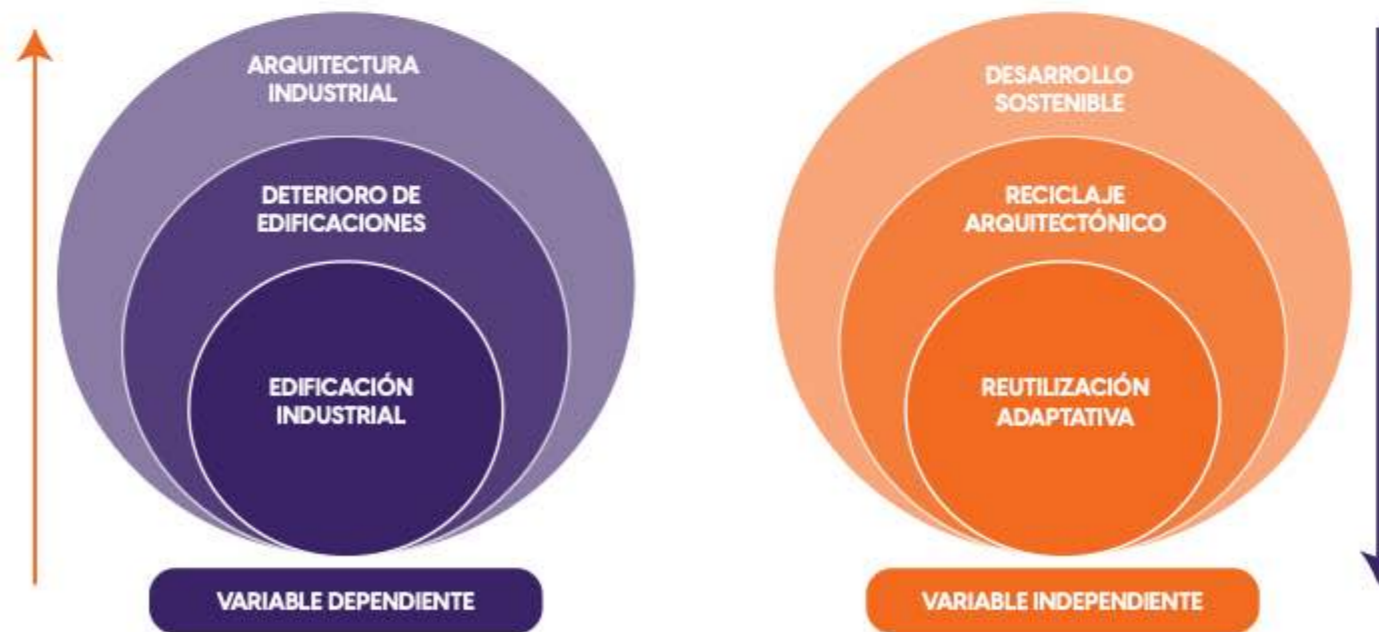 ARQUITECTURA
INDUSTRIAL
DETERIORO DE
EDIFICACIONES
EDIFICACIÓN
INDUSTRIAL
VARIABLE DEPENDIENTE
DESARROLLO
SOSTENIBLE
RECICLAJE
ARQUITECTÓNICO
REUTILIZACIÓN
ADAPTATIVA
VARIABLE INDEPENDIENTE